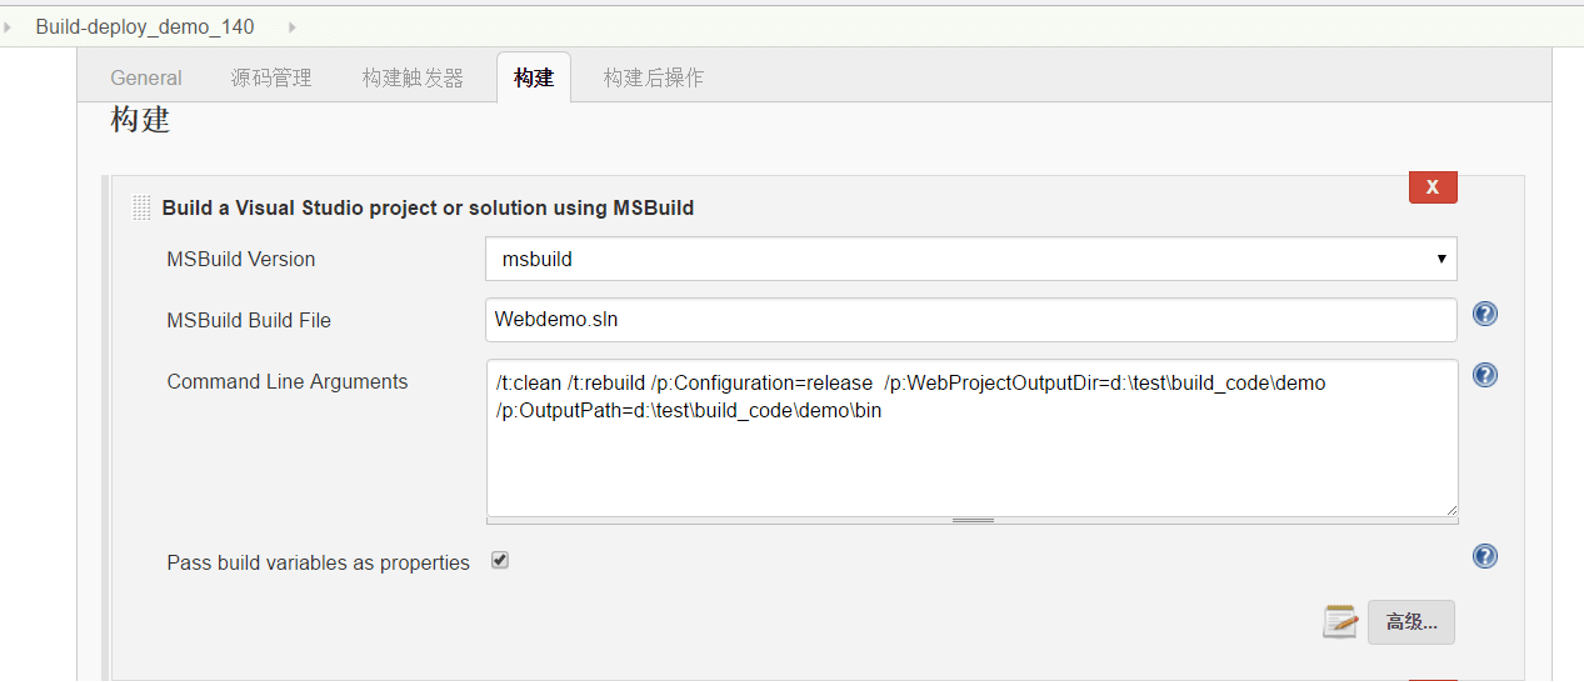 Build-deploy_demo_140
General 源码管理 构建触发器 构建 构建后操作
构建
X
Build a Visual Studio project or solution using MSBuild
MSBuild Version msbuild
MSBuild Build File Webdemo.sln
Command Line Arguments /t:clean /t:rebuild /p:Configuration=release  /p:WebProjectOutputDir=d:\test\build_code\demo
/p:OutputPath=d:\test\build_code\demo\bin
Pass build variables as properties
高级...